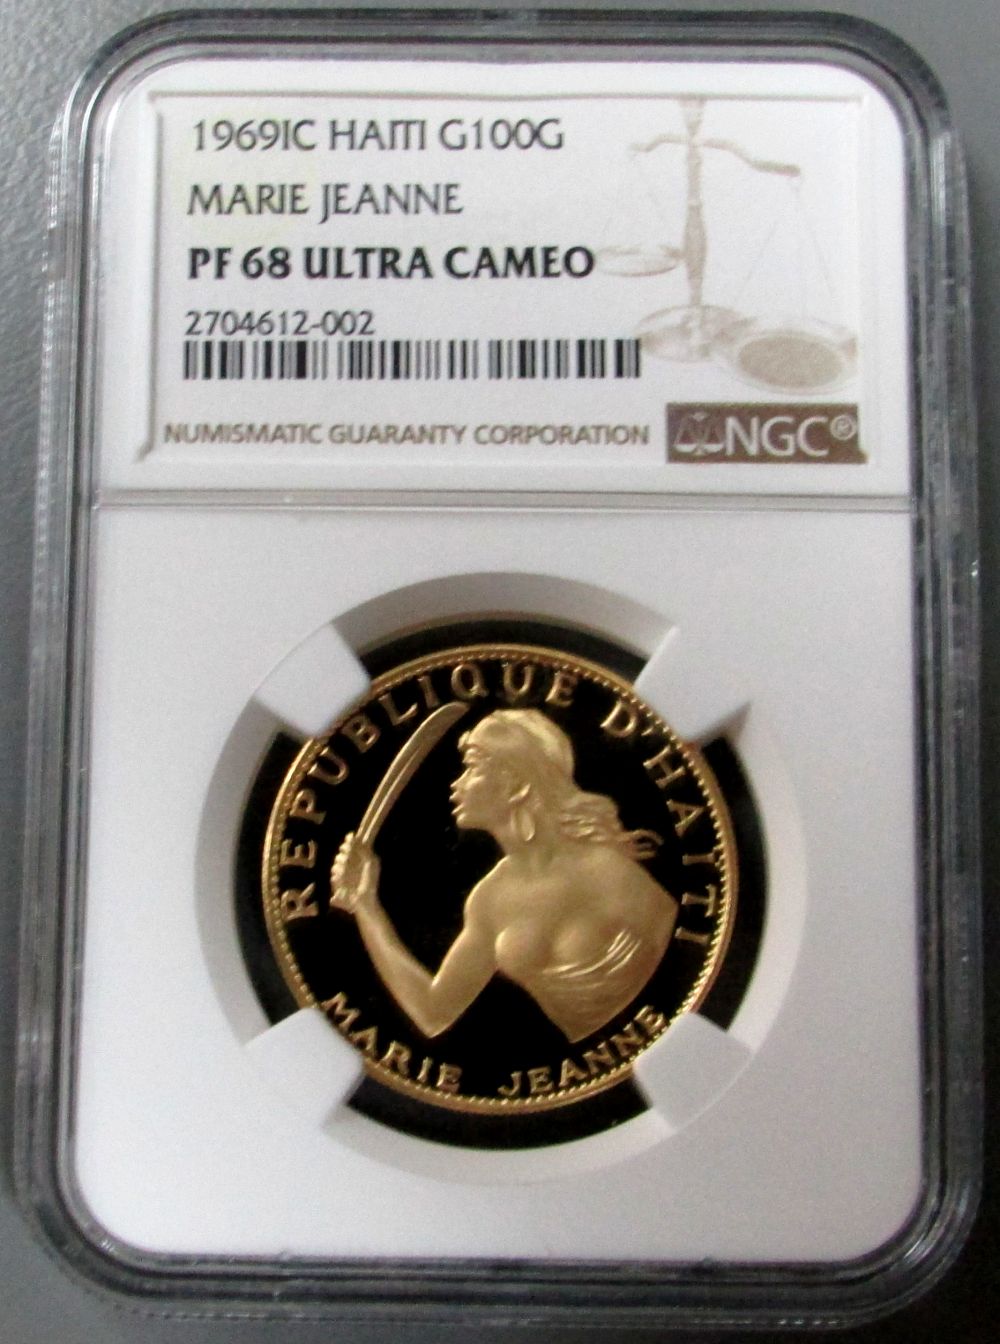 1969IC HAITI G100G
MARIE JEANNE
PF 68 ULTRA CAMEO
2704612-002
NUMISMATIC GUARANTY CORPORATION
NGC®
REPUBLIQUE D'HAITI
MARIE JEANNE